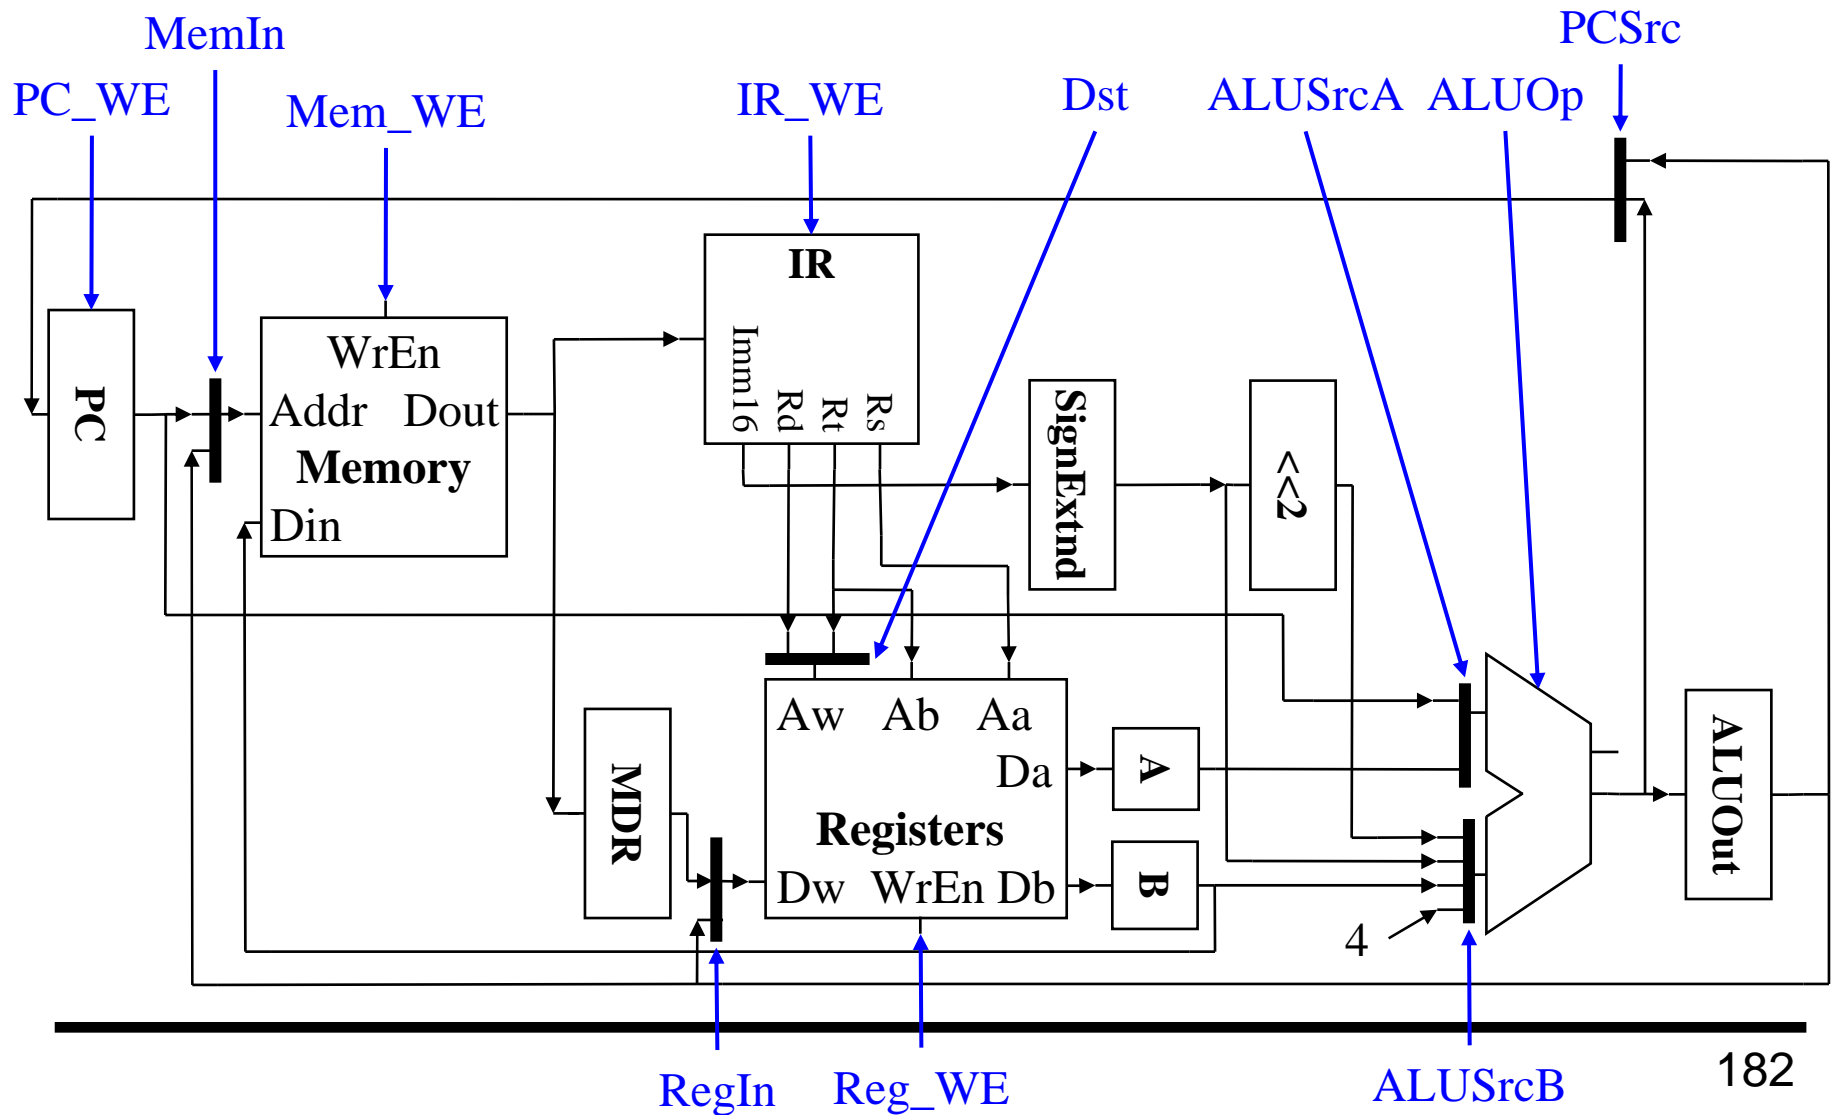 MemIn
PCSrc
PC_WE
Mem_WE
IR_WE
Dst
ALUSrcA
ALUOp
IR
Imm16
Rd
Rt
Rs
PC
WrEn
Addr
Dout
Memory
Din
SignExtnd
<<2
Aw
Ab
Aa
Da
Registers
Dw
WrEn
Db
MDR
A
B
4
ALUOut
RegIn
Reg_WE
ALUSrcB
182